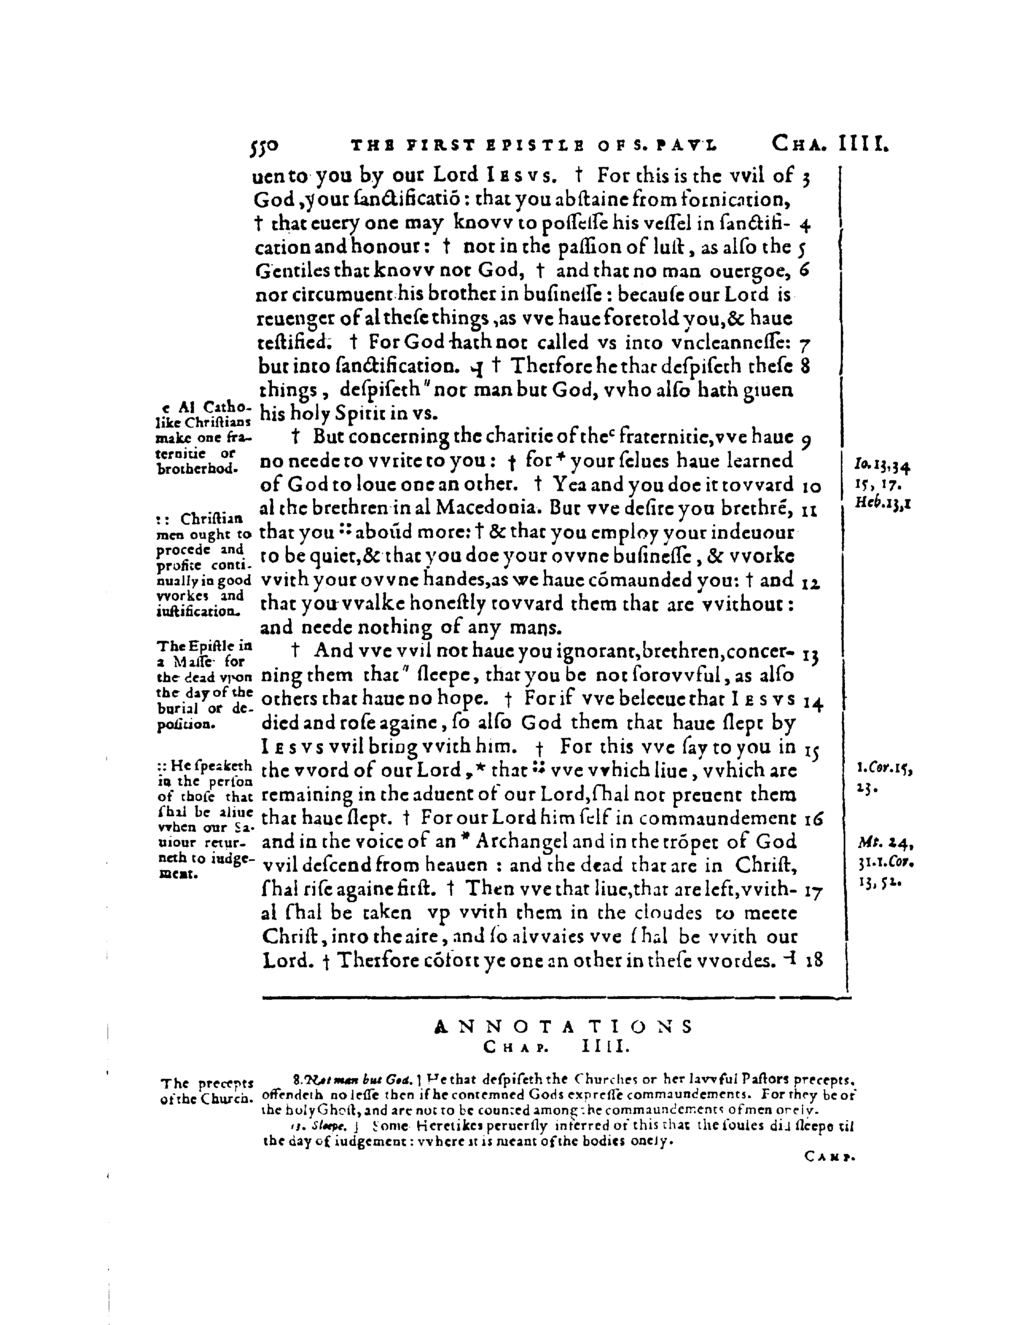 550 THE FIRST EPISTLE OF S. PAVL CHA. IIII.
uen to you by our Lord IESVS. † For this is the vvil of 3
God, your sanctificatiō: that you abstaine from fornication,
† that euery one may knovv to possesse his vessel in sanctifi- 4
cation and honour: † not in the passion of lust, as also the 5
Gentiles that knovv not God, † and that no man ouergoe, 6
nor circumuent his brother in businesse: because our Lord is
reuenger of al these things, as vve haue foretold you, & haue
testified. † For God hath not called vs into vncleannesse: 7
but into sanctification. ⊣ † Therfore he that despiseth these 8
things, despiseth " not man but God, vvho also hath giuen
his holy Spirit in vs.
† But concerning the charitie of the ᶜ fraternitie, vve haue 9
no neede to vvrite to you: † for * your selues haue learned
of God to loue one an other. † Yea and you doe it tovvard 10
al the brethren in al Macedonia. But vve desire you brethrē, 11
that you :: aboūd more: † & that you employ your indeuour
to be quiet, & that you doe your ovvne businesse, & vvorke
vvith your ovvne handes, as we haue cōmaunded you: † and 12
that you vvalke honestly tovvard them that are vvithout:
and neede nothing of any mans.
† And vve vvil not haue you ignorant, brethren, concer- 13
ning them that " sleepe, that you be not sorovvful, as also
others that haue no hope. † For if vve beleeue that IESVS 14
died and rose againe, so also God them that haue slept by
IESVS vvil bring vvith him. † For this vve say to you in 15
the vvord of our Lord, * that :: vve vvhich liue, vvhich are
remaining in the aduent of our Lord, shal not preuent them
that haue slept. † For our Lord him self in commaundement 16
and in the voice of an * Archangel and in the trōpet of God
vvil descend from heauen : and the dead that are in Christ,
shal rise againe first. † Then vve that liue, that are left, vvith- 17
al shal be taken vp vvith them in the cloudes to meete
Christ, into the aire, and so alvvaies vve shal be vvith our
Lord. † Therfore cōfort ye one an other in these vvordes. ⊣ 18
c Al Catho-
like Christians
make one fra-
ternitie or
brotherhod.
:: Christian
men ought to
procede and
profite conti-
nually in good
vvorkes and
iustification.
The Epistle in
a Masse for
the dead vpon
the day of the
burial or de-
position.
:: He speaketh
in the person
of those that
shal be aliue
vvhen our Sa-
uiour retur-
neth to iudge-
ment.
Io. 13,34
15, 17.
Heb. 13,1
1. Cor. 15,
23.
Mt. 24,
31. 1. Cor.
15, 52.
ANNOTATIONS
CHAP. IIII.
The precepts
of the Church.
8. Not man but God. ] He that despiseth the Churches or her lavvful Pastors precepts,
offendeth no lesse then if he contemned Gods expresse commaundements. For they be of
the holy Ghost, and are not to be counted among the commaundements of men onely.
13. Sleepe. ] Some Heretikes peruersly inferred of this that the soules did sleepe til
the day of iudgement: vvhere it is meant of the bodies onely.
CAMP.